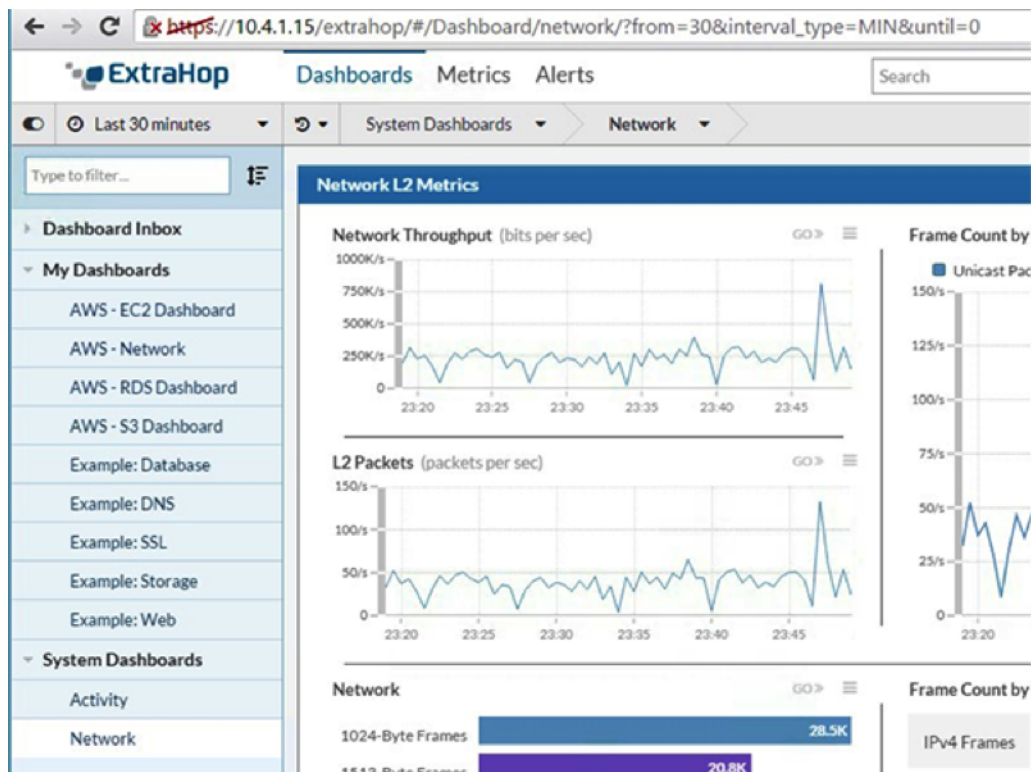 https://10.4.1.15/extrahop/#/Dashboard/network/?from=30&interval_type=MIN&until=0
ExtraHop
Dashboards Metrics Alerts
Search
Last 30 minutes
System Dashboards
Network
Type to filter...
Dashboard Inbox
My Dashboards
AWS - EC2 Dashboard
AWS - Network
AWS - RDS Dashboard
AWS - S3 Dashboard
Example: Database
Example: DNS
Example: SSL
Example: Storage
Example: Web
System Dashboards
Activity
Network
Network L2 Metrics
Network Throughput (bits per sec)
GO
1000K/s
750K/s
500K/s
250K/s
0
23:20 23:25 23:30 23:35 23:40 23:45
L2 Packets (packets per sec)
GO
150/s
100/s
50/s
0
23:20 23:25 23:30 23:35 23:40 23:45
Network
GO
1024-Byte Frames 28.5K
1513-Byte Frames 20.8K
Frame Count by
Unicast Pac
150/s
125/s
100/s
75/s
50/s
25/s
0
23:20
Frame Count by
IPv4 Frames